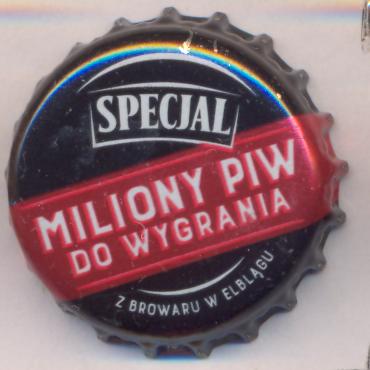 SPECJAL
MILIONY PIW
DO WYGRANIA
Z BROWARU W ELBLĄGU